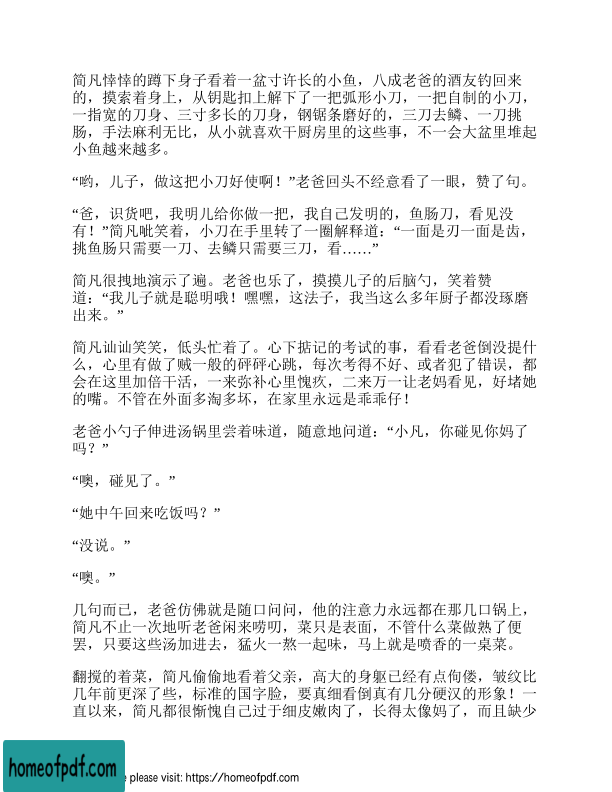 简凡悻悻的蹲下身子看着一盆寸许长的小鱼，八成老爸的酒友钓回来
的，摸索着身上，从钥匙扣上解下了一把弧形小刀，一把自制的小刀，
一指宽的刀身、三寸多长的刀身，钢锯条磨好的，三刀去鳞、一刀挑
肠，手法麻利无比，从小就喜欢干厨房里的这些事，不一会大盆里堆起
小鱼越来越多。
“哟，儿子，做这把小刀好使啊！”老爸回头不经意看了一眼，赞了句。
“爸，识货吧，我明儿给你做一把，我自己发明的，鱼肠刀，看见没
有！”简凡呲笑着，小刀在手里转了一圈解释道：“一面是刃一面是齿，
挑鱼肠只需要一刀、去鳞只需要三刀，看……”
简凡很拽地演示了遍。老爸也乐了，摸摸儿子的后脑勺，笑着赞
道：“我儿子就是聪明哦！嘿嘿，这法子，我当这么多年厨子都没琢磨
出来。”
简凡讪讪笑笑，低头忙着了。心下掂记的考试的事，看看老爸倒没提什
么，心里有做了贼一般的砰砰心跳，每次考得不好、或者犯了错误，都
会在这里加倍干活，一来弥补心里愧疚，二来万一让老妈看见，好堵她
的嘴。不管在外面多淘多坏，在家里永远是乖乖仔！
老爸小勺子伸进汤锅里尝着味道，随意地问道：“小凡，你碰见你妈了
吗？”
“噢，碰见了。”
“她中午回来吃饭吗？”
“没说。”
“噢。”
几句而已，老爸仿佛就是随口问问，他的注意力永远都在那几口锅上，
简凡不止一次地听老爸闲来唠叨，菜只是表面，不管什么菜做熟了便
罢，只要这些汤加进去，猛火一熬一起味，马上就是喷香的一桌菜。
翻搅的着菜，简凡偷偷地看着父亲，高大的身躯已经有点佝偻，皱纹比
几年前更深了些，标准的国字脸，要真细看倒真有几分硬汉的形象！一
直以来，简凡都很惭愧自己过于细皮嫩肉了，长得太像妈了，而且缺少
homeofpdf.com
e please visit: https://homeofpdf.com